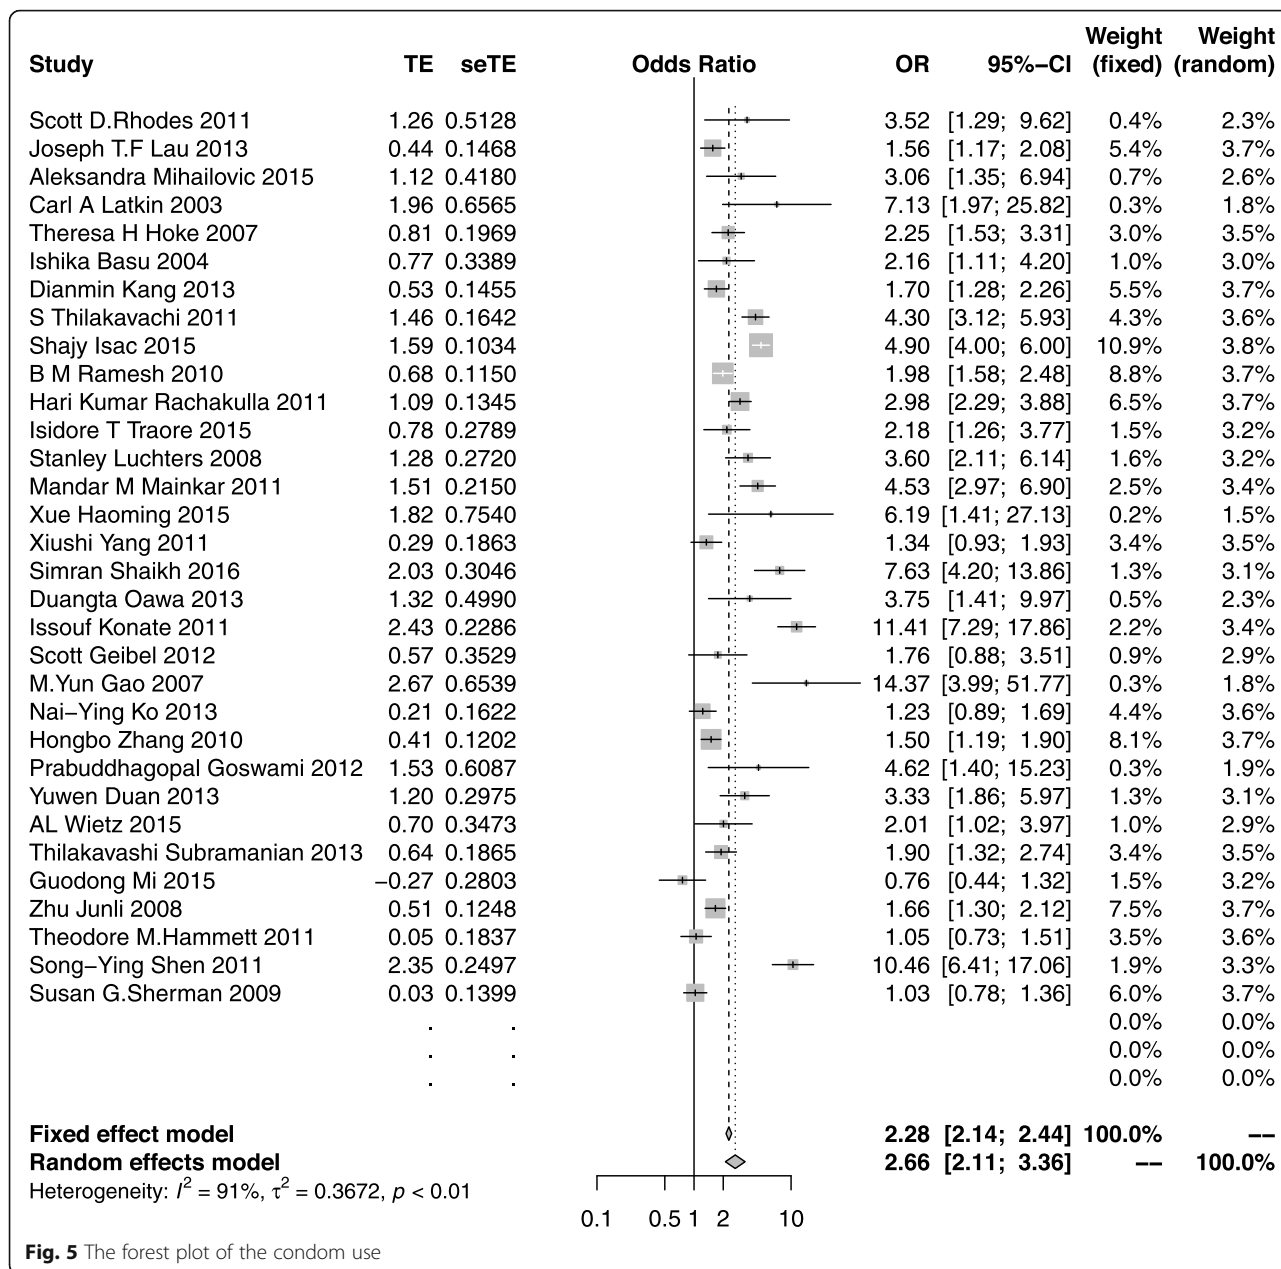 Study TE seTE Odds Ratio OR 95%−CI Weight (fixed) Weight (random)
Scott D.Rhodes 2011 1.26 0.5128 3.52 [1.29; 9.62] 0.4% 2.3%
Joseph T.F Lau 2013 0.44 0.1468 1.56 [1.17; 2.08] 5.4% 3.7%
Aleksandra Mihailovic 2015 1.12 0.4180 3.06 [1.35; 6.94] 0.7% 2.6%
Carl A Latkin 2003 1.96 0.6565 7.13 [1.97; 25.82] 0.3% 1.8%
Theresa H Hoke 2007 0.81 0.1969 2.25 [1.53; 3.31] 3.0% 3.5%
Ishika Basu 2004 0.77 0.3389 2.16 [1.11; 4.20] 1.0% 3.0%
Dianmin Kang 2013 0.53 0.1455 1.70 [1.28; 2.26] 5.5% 3.7%
S Thilakavachi 2011 1.46 0.1642 4.30 [3.12; 5.93] 4.3% 3.6%
Shajy Isac 2015 1.59 0.1034 4.90 [4.00; 6.00] 10.9% 3.8%
B M Ramesh 2010 0.68 0.1150 1.98 [1.58; 2.48] 8.8% 3.7%
Hari Kumar Rachakulla 2011 1.09 0.1345 2.98 [2.29; 3.88] 6.5% 3.7%
Isidore T Traore 2015 0.78 0.2789 2.18 [1.26; 3.77] 1.5% 3.2%
Stanley Luchters 2008 1.28 0.2720 3.60 [2.11; 6.14] 1.6% 3.2%
Mandar M Mainkar 2011 1.51 0.2150 4.53 [2.97; 6.90] 2.5% 3.4%
Xue Haoming 2015 1.82 0.7540 6.19 [1.41; 27.13] 0.2% 1.5%
Xiushi Yang 2011 0.29 0.1863 1.34 [0.93; 1.93] 3.4% 3.5%
Simran Shaikh 2016 2.03 0.3046 7.63 [4.20; 13.86] 1.3% 3.1%
Duangta Oawa 2013 1.32 0.4990 3.75 [1.41; 9.97] 0.5% 2.3%
Issouf Konate 2011 2.43 0.2286 11.41 [7.29; 17.86] 2.2% 3.4%
Scott Geibel 2012 0.57 0.3529 1.76 [0.88; 3.51] 0.9% 2.9%
M.Yun Gao 2007 2.67 0.6539 14.37 [3.99; 51.77] 0.3% 1.8%
Nai−Ying Ko 2013 0.21 0.1622 1.23 [0.89; 1.69] 4.4% 3.6%
Hongbo Zhang 2010 0.41 0.1202 1.50 [1.19; 1.90] 8.1% 3.7%
Prabuddhagopal Goswami 2012 1.53 0.6087 4.62 [1.40; 15.23] 0.3% 1.9%
Yuwen Duan 2013 1.20 0.2975 3.33 [1.86; 5.97] 1.3% 3.1%
AL Wietz 2015 0.70 0.3473 2.01 [1.02; 3.97] 1.0% 2.9%
Thilakavashi Subramanian 2013 0.64 0.1865 1.90 [1.32; 2.74] 3.4% 3.5%
Guodong Mi 2015 −0.27 0.2803 0.76 [0.44; 1.32] 1.5% 3.2%
Zhu Junli 2008 0.51 0.1248 1.66 [1.30; 2.12] 7.5% 3.7%
Theodore M.Hammett 2011 0.05 0.1837 1.05 [0.73; 1.51] 3.5% 3.6%
Song−Ying Shen 2011 2.35 0.2497 10.46 [6.41; 17.06] 1.9% 3.3%
Susan G.Sherman 2009 0.03 0.1399 1.03 [0.78; 1.36] 6.0% 3.7%
. . 0.0% 0.0%
. . 0.0% 0.0%
. . 0.0% 0.0%
Fixed effect model 2.28 [2.14; 2.44] 100.0% −−
Random effects model 2.66 [2.11; 3.36] −− 100.0%
Heterogeneity: I² = 91%, τ² = 0.3672, p < 0.01
0.1 0.5 1 2 10
Fig. 5 The forest plot of the condom use